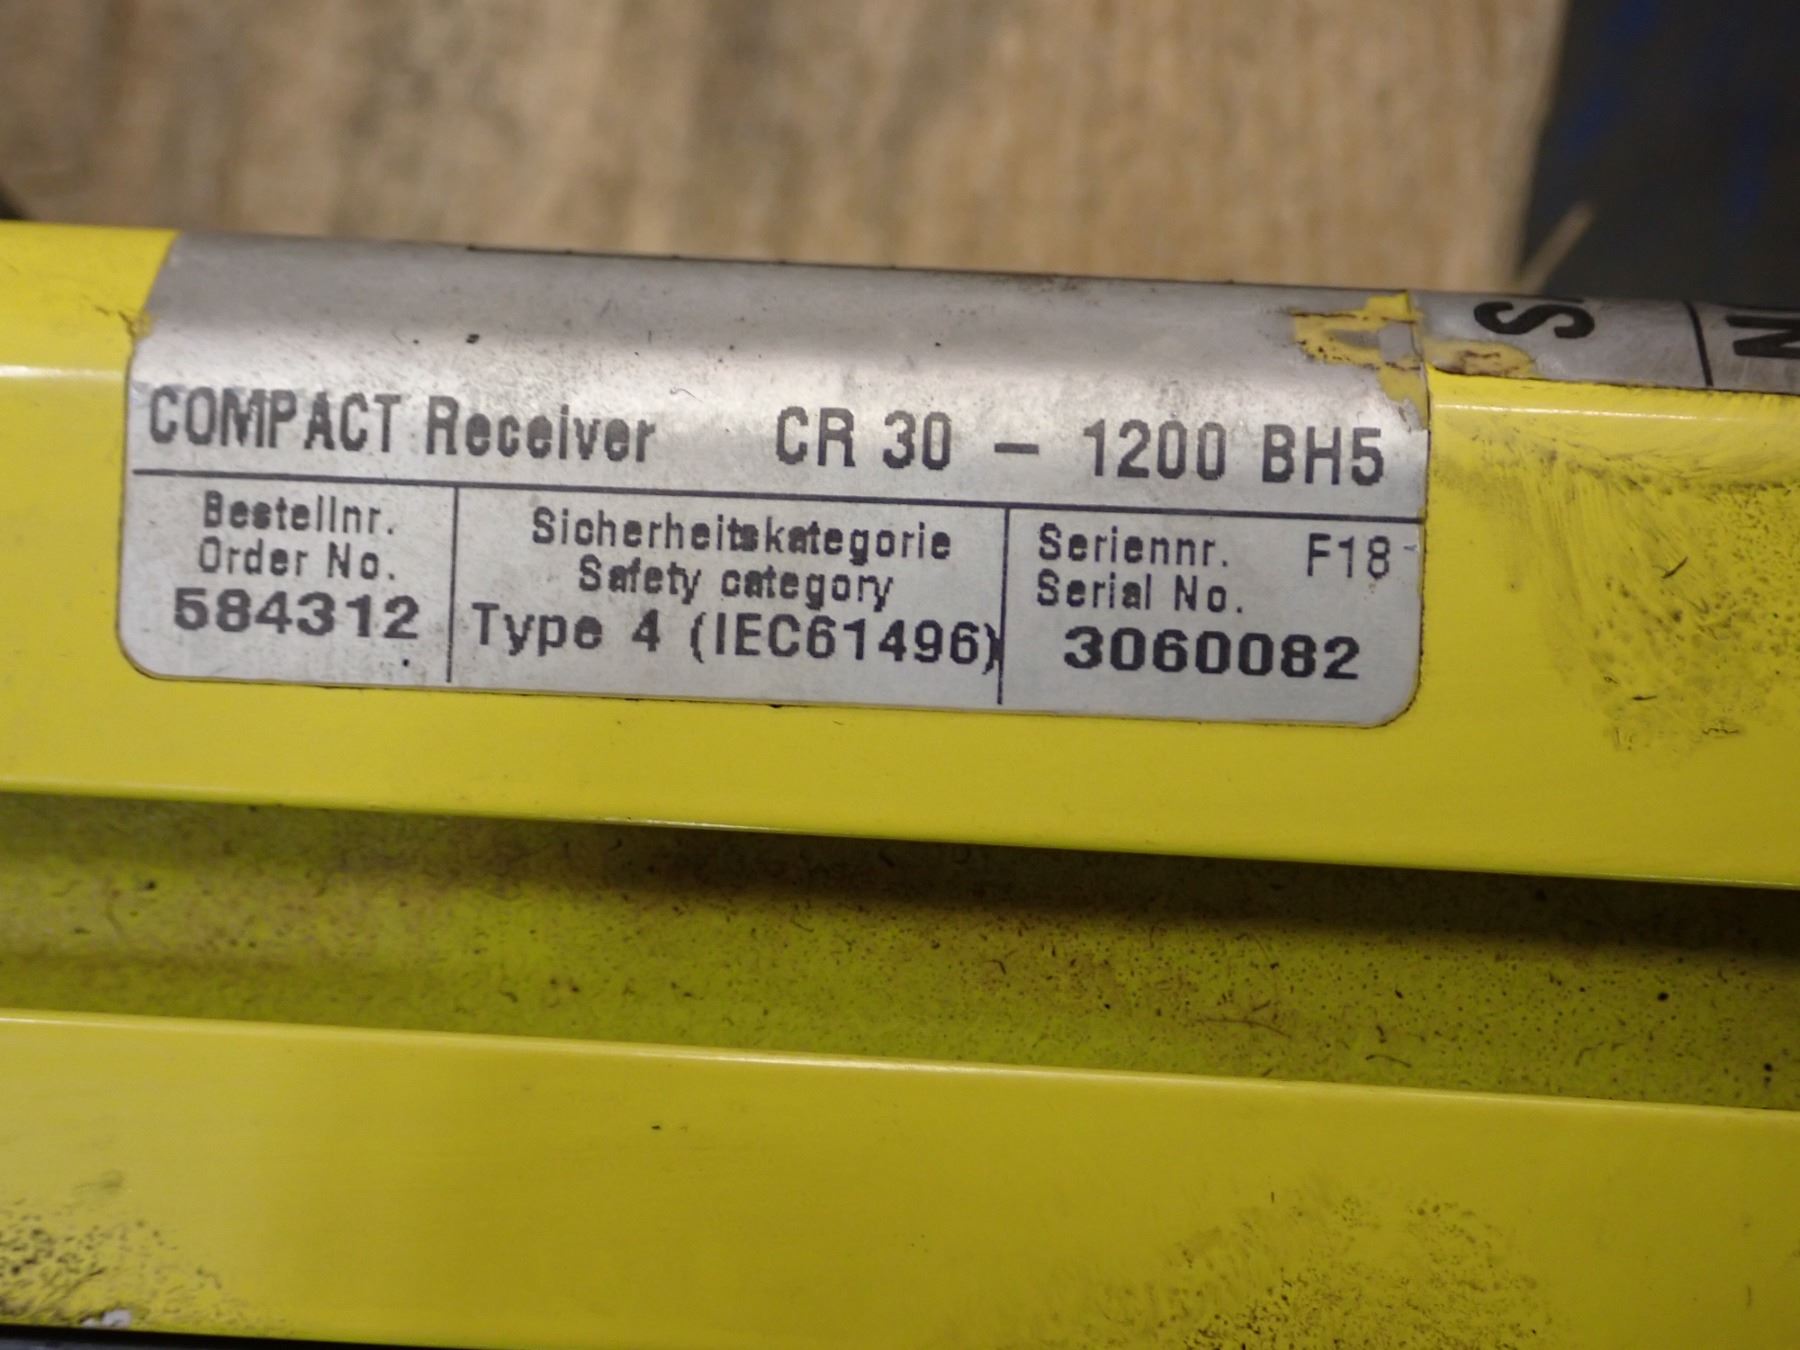 COMPACT Receiver CR 30 - 1200 BH5
Bestellnr.
Order No.
584312
Sicherheitskategorie
Safety category
Type 4 (IEC61496)
Seriennr. F18
Serial No.
3060082